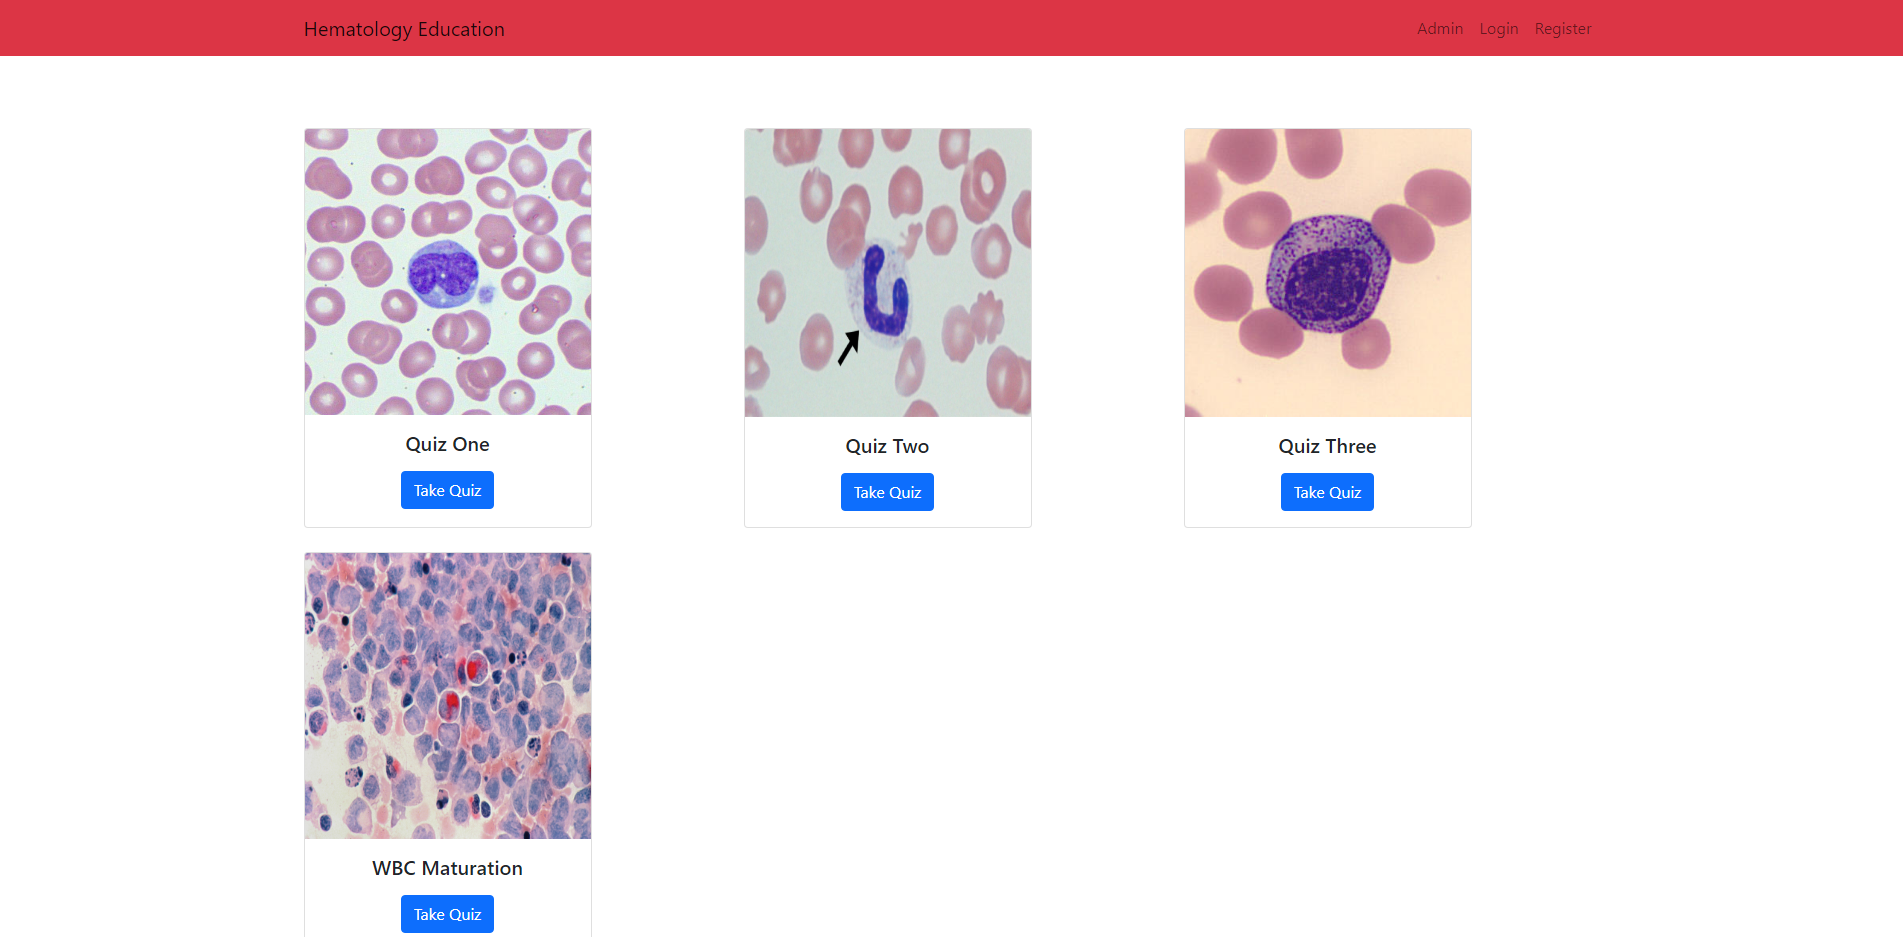 Hematology Education
Admin Login Register
Quiz One
Take Quiz
Quiz Two
Take Quiz
Quiz Three
Take Quiz
WBC Maturation
Take Quiz